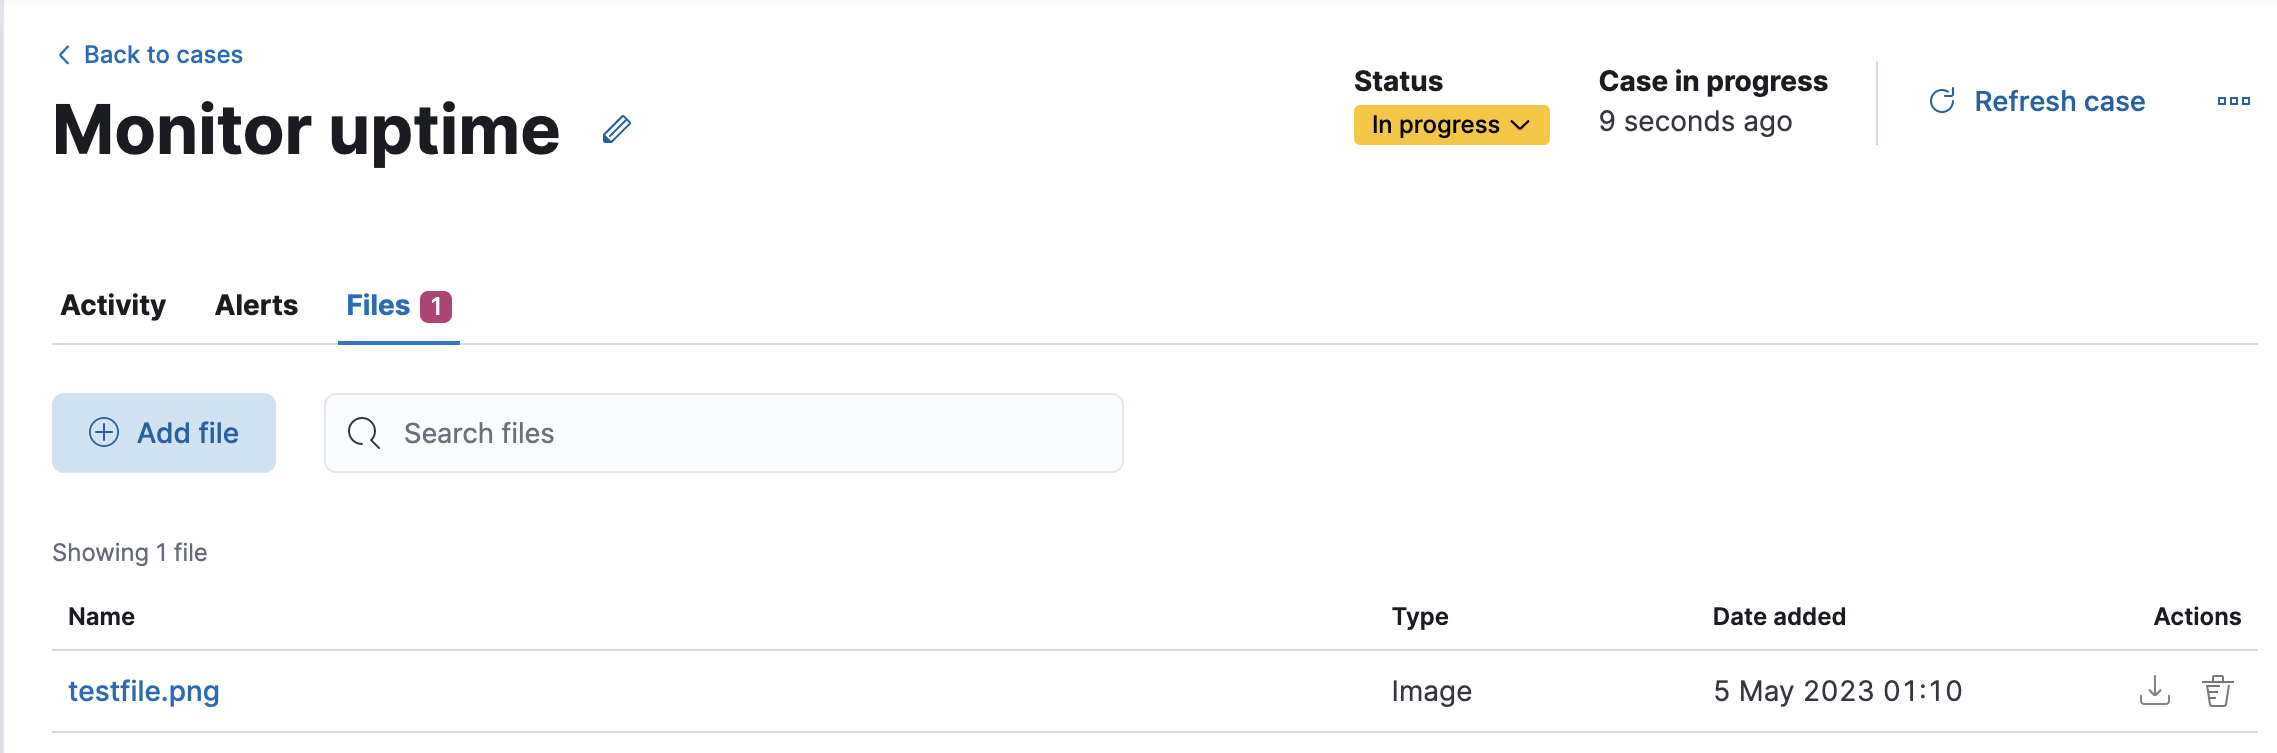 Back to cases
Monitor uptime
Status
In progress
Case in progress
9 seconds ago
Refresh case
Activity Alerts Files 1
Add file
Search files
Showing 1 file
Name Type Date added Actions
testfile.png Image 5 May 2023 01:10